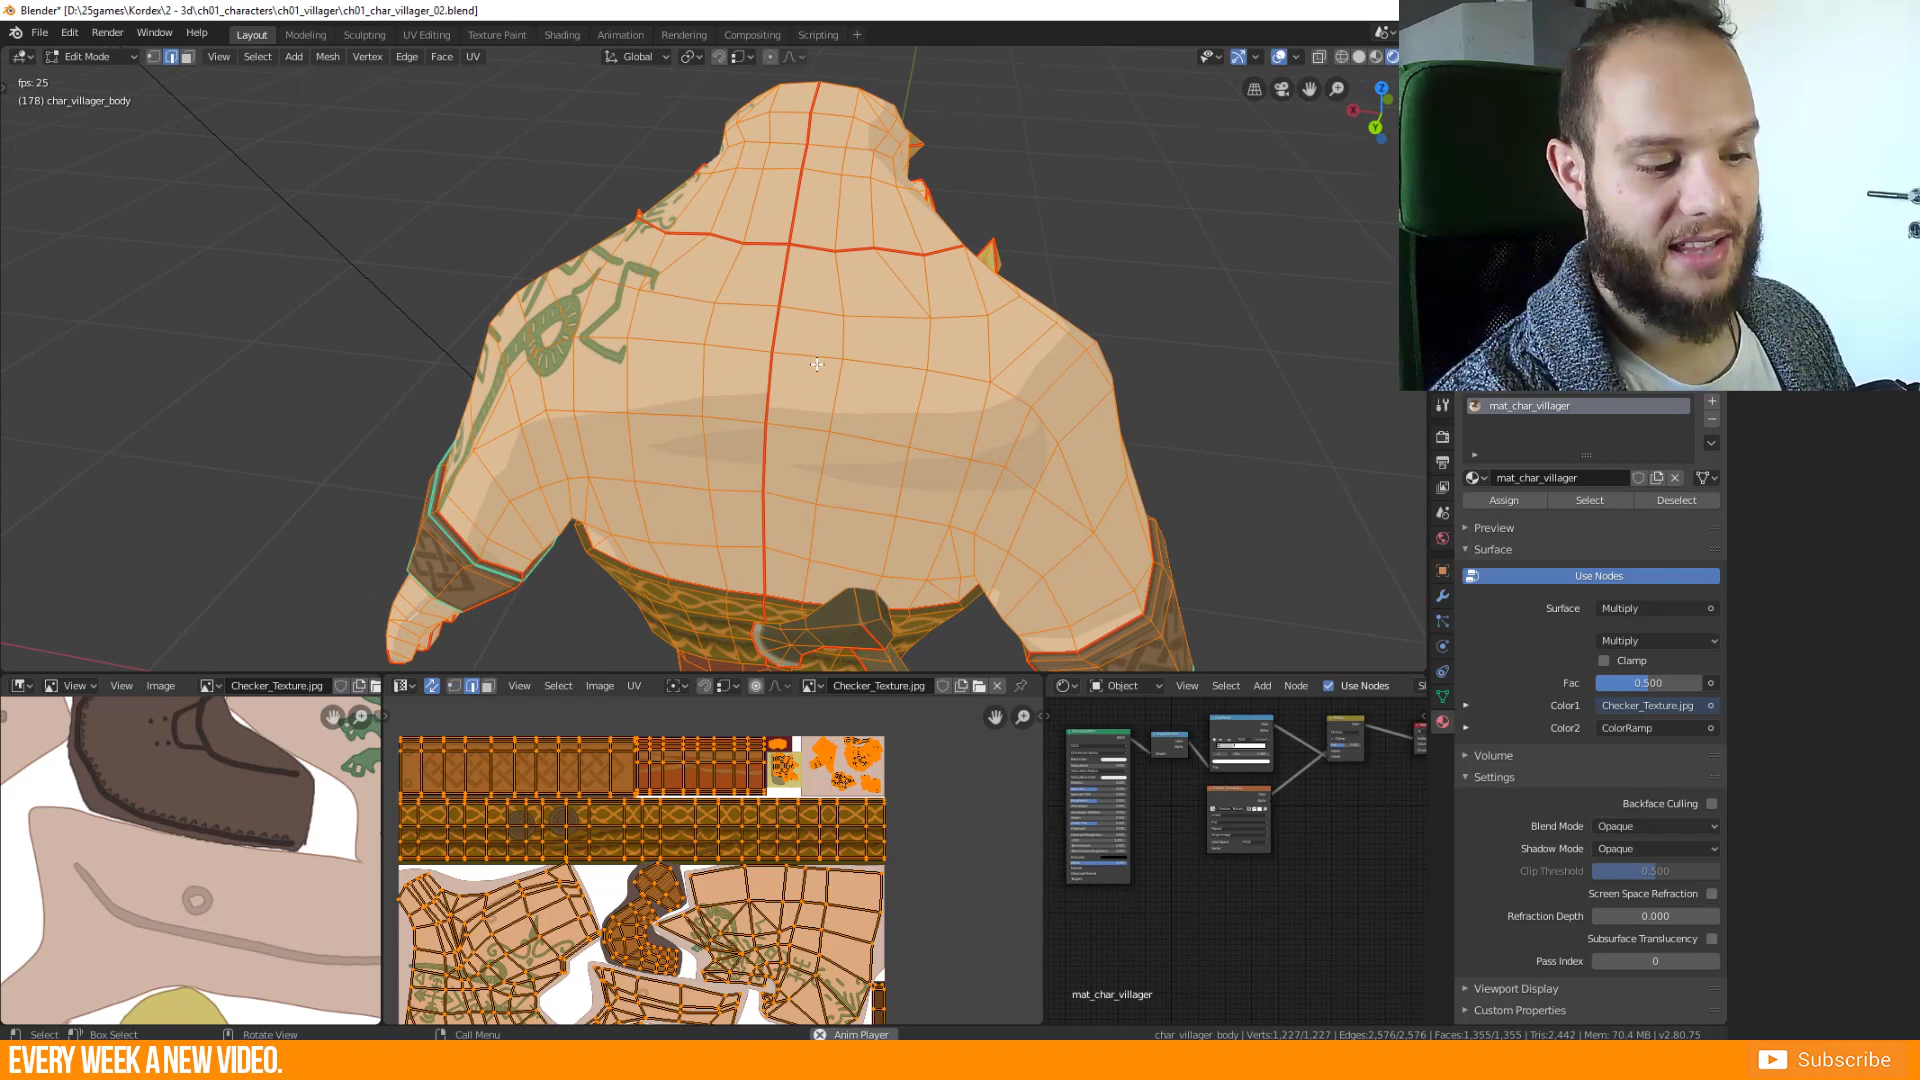 Blender* [D:\25games\Kordex\2 - 3d\ch01_characters\ch01_villager\ch01_char_villager_02.blend]
File Edit Render Window Help Layout Modeling Sculpting UV Editing Texture Paint Shading Animation Rendering Compositing Scripting +
Edit Mode View Select Add Mesh Vertex Edge Face UV Global
fps: 25
(178) char_villager_body
Z
X
Y
mat_char_villager
mat_char_villager
Assign Select Deselect
Preview
Surface
Use Nodes
Surface Multiply
Multiply
Clamp
Fac 0.500
Color1 Checker_Texture.jpg
Color2 ColorRamp
Volume
Settings
Backface Culling
Blend Mode Opaque
Shadow Mode Opaque
Clip Threshold 0.500
Screen Space Refraction
Refraction Depth 0.000
Subsurface Translucency
Pass Index 0
Viewport Display
Custom Properties
View View Image Checker_Texture.jpg
View Select Image UV Checker_Texture.jpg
Object View Select Add Node Use Nodes
mat_char_villager
Select Box Select Rotate View Call Menu Anim Player
char_villager_body | Verts:1,227/1,227 | Edges:2,576/2,576 | Faces:1,355/1,355 | Tris:2,442 | Mem: 70.4 MB | v2.80.75
EVERY WEEK A NEW VIDEO.
Subscribe